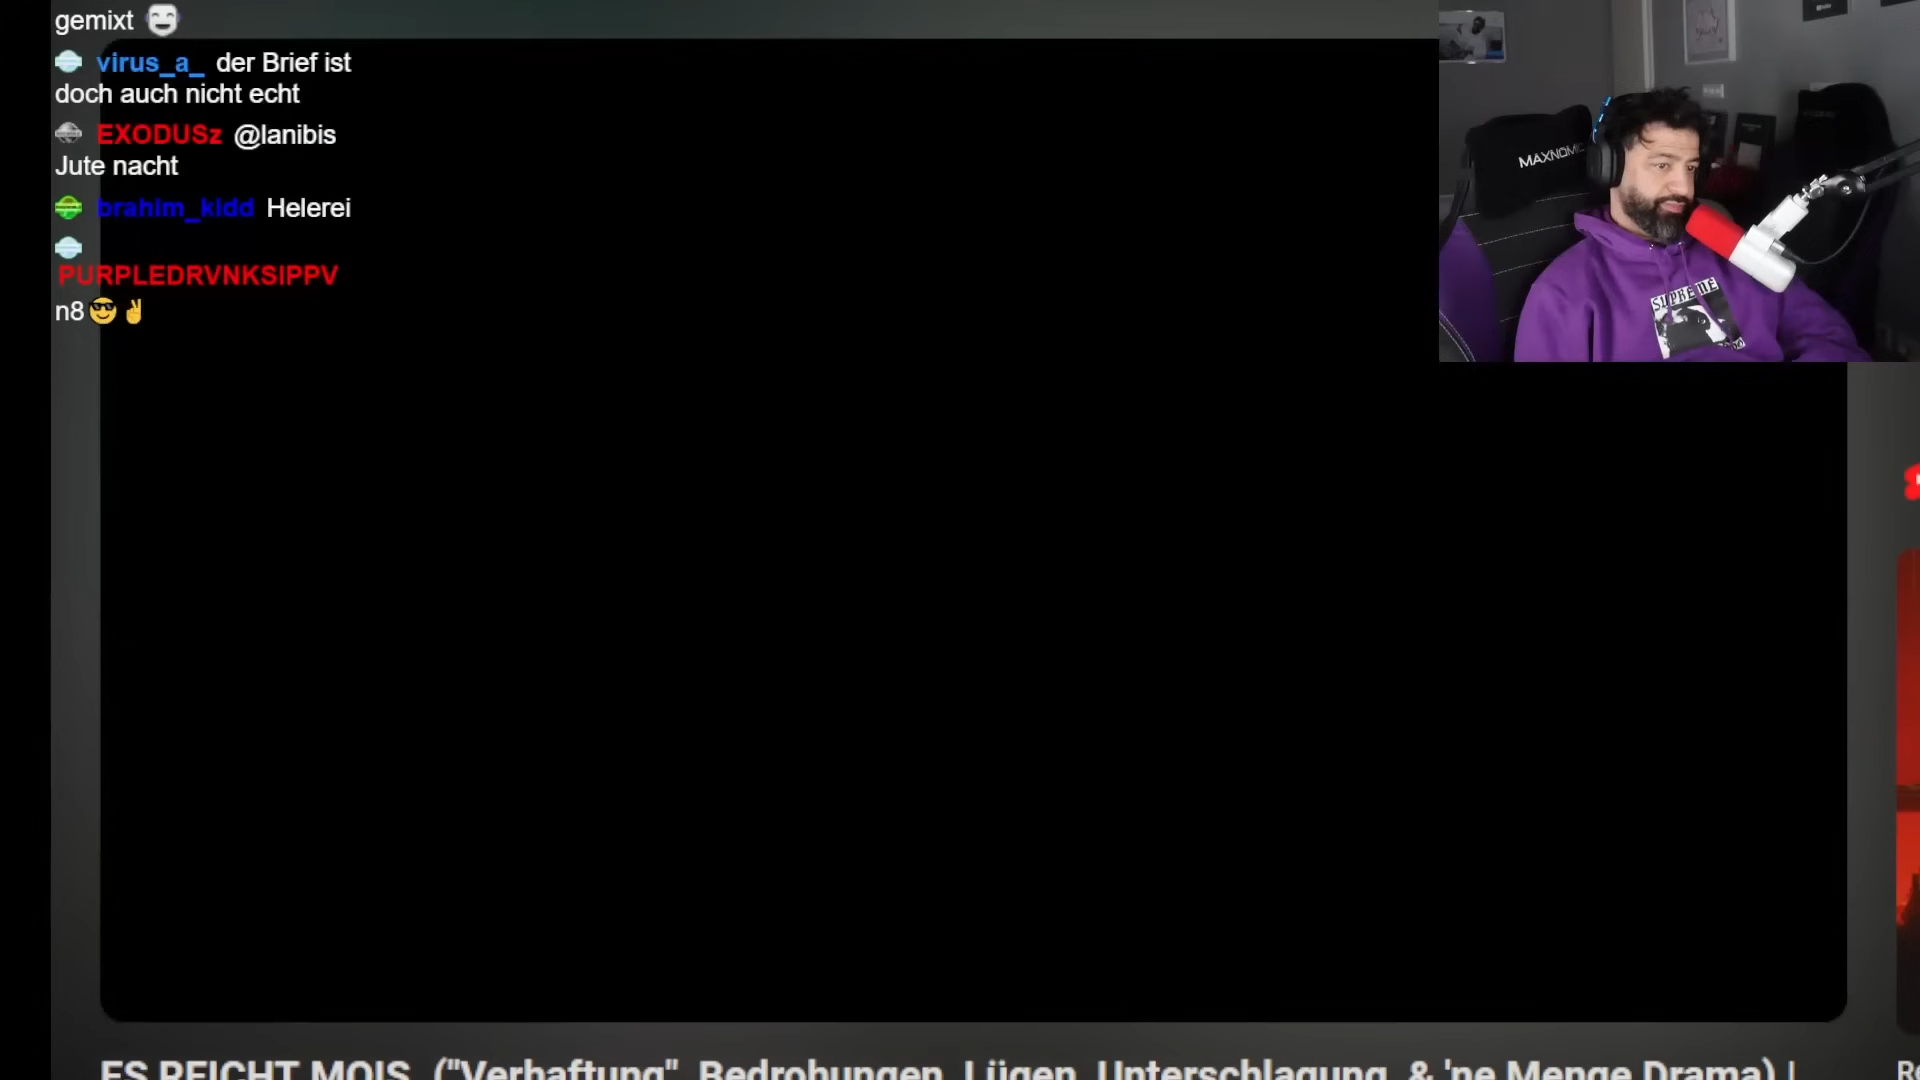 gemixt
virus_a_ der Brief ist
doch auch nicht echt
EXODUSz @lanibis
Jute nacht
brahim_kidd Helerei
PURPLEDRVNKSIPPV
n8
MAXNOMIC
SUPREME
ES REICHT MOIS. ("Verhaftung", Bedrohungen, Lügen, Unterschlagung, & 'ne Menge Drama) |